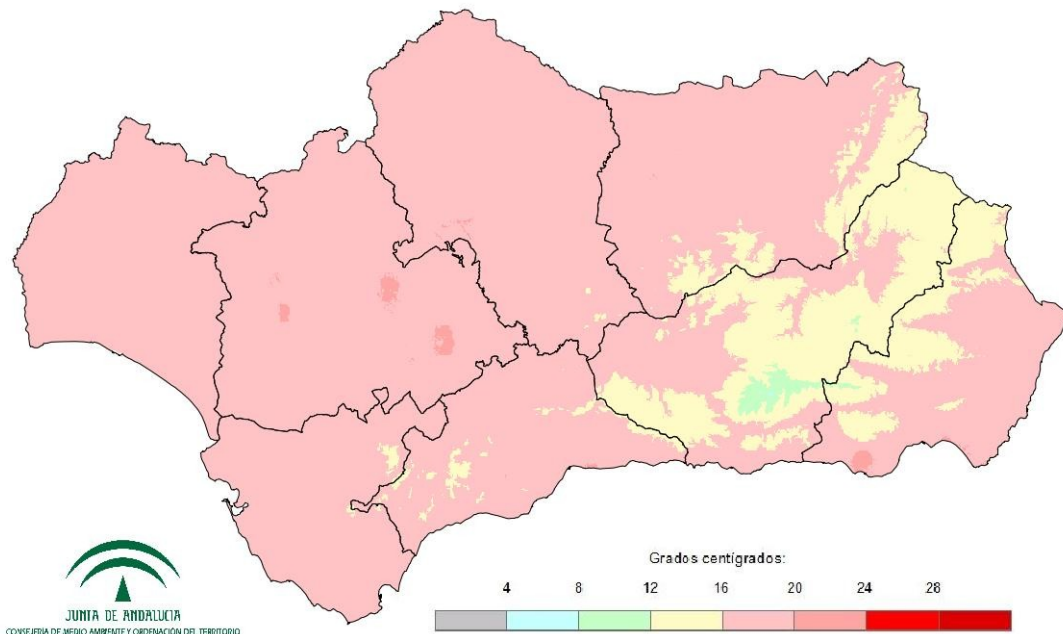 Grados centígrados:
4 8 12 16 20 24 28
JUNTA DE ANDALUCIA
CONSEJERÍA DE MEDIO AMBIENTE Y ORDENACIÓN DEL TERRITORIO